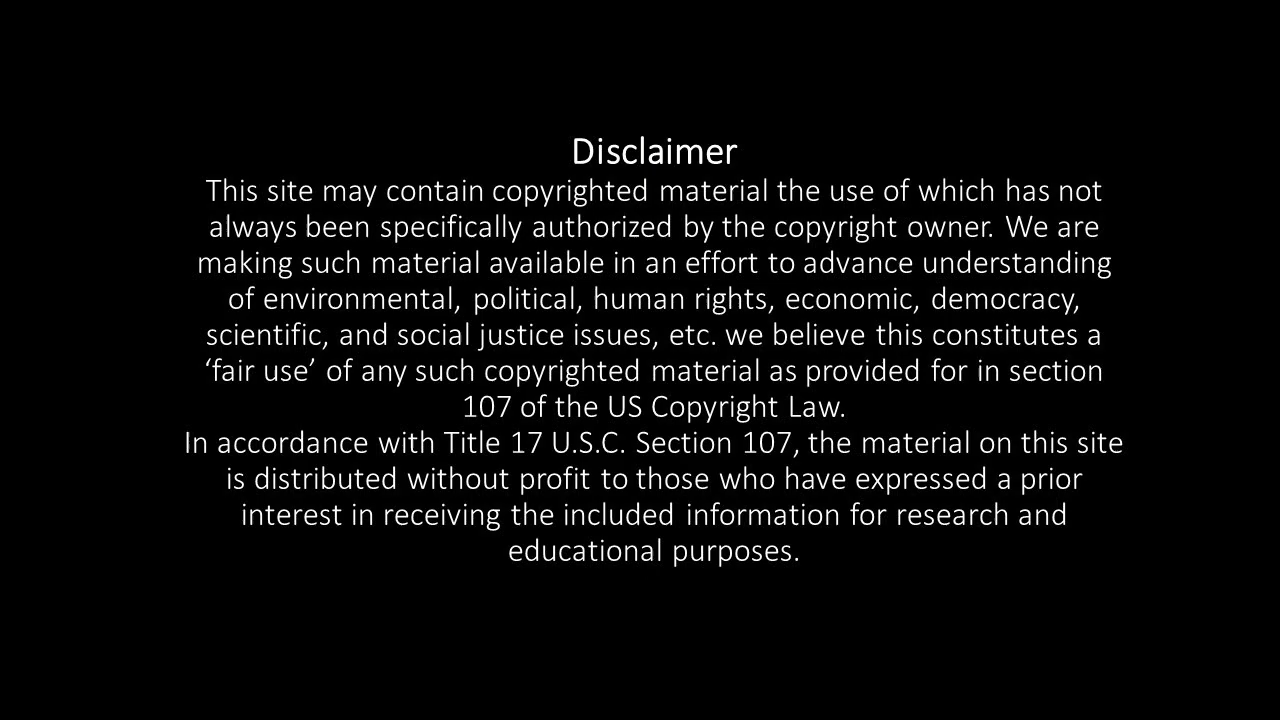 Disclaimer
This site may contain copyrighted material the use of which has not
always been specifically authorized by the copyright owner. We are
making such material available in an effort to advance understanding
of environmental, political, human rights, economic, democracy,
scientific, and social justice issues, etc. we believe this constitutes a
‘fair use’ of any such copyrighted material as provided for in section
107 of the US Copyright Law.
In accordance with Title 17 U.S.C. Section 107, the material on this site
is distributed without profit to those who have expressed a prior
interest in receiving the included information for research and
educational purposes.